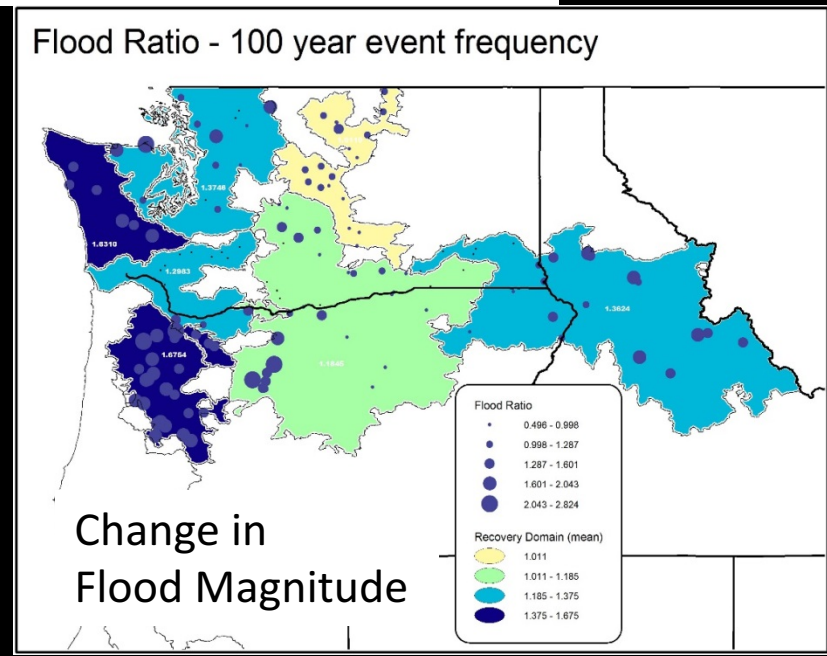 Flood Ratio - 100 year event frequency
1.3746
1.6310
1.2983
1.3624
1.6754
Flood Ratio
0.496 - 0.998
0.998 - 1.287
1.287 - 1.601
1.601 - 2.043
2.043 - 2.824
Recovery Domain (mean)
1.011
1.011 - 1.185
1.185 - 1.375
1.375 - 1.675
Change in
Flood Magnitude